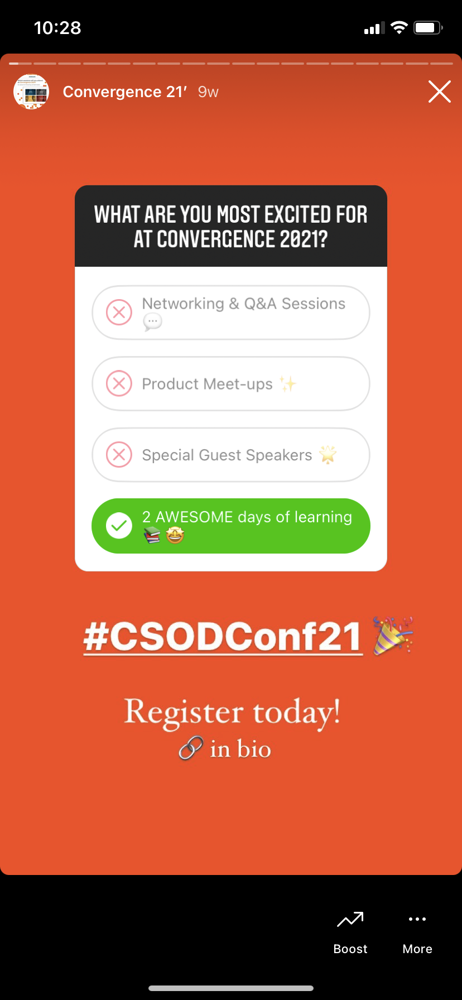 10:28
Convergence 21' 9w
WHAT ARE YOU MOST EXCITED FOR
AT CONVERGENCE 2021?
Networking & Q&A Sessions
💬
Product Meet-ups ✨
Special Guest Speakers 🌟
2 AWESOME days of learning
📚🤩
#CSODConf21 🎉
Register today!
🔗 in bio
Boost
More